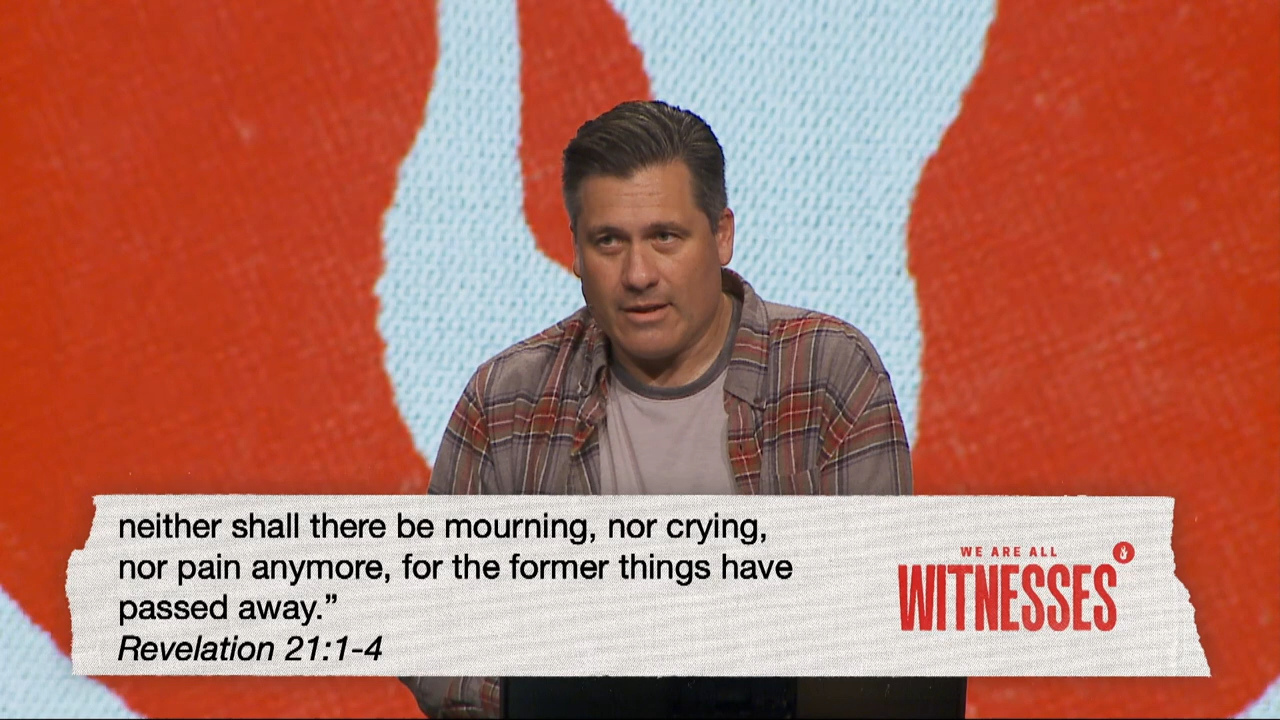 neither shall there be mourning, nor crying,
nor pain anymore, for the former things have
passed away.”
Revelation 21:1-4
WE ARE ALL
WITNESSES